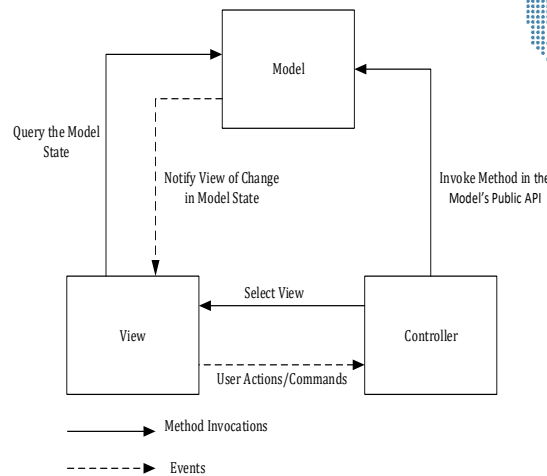 Model
Query the Model
State
Notify View of Change
in Model State
Invoke Method in the
Model's Public API
Select View
View
Controller
User Actions/Commands
Method Invocations
Events